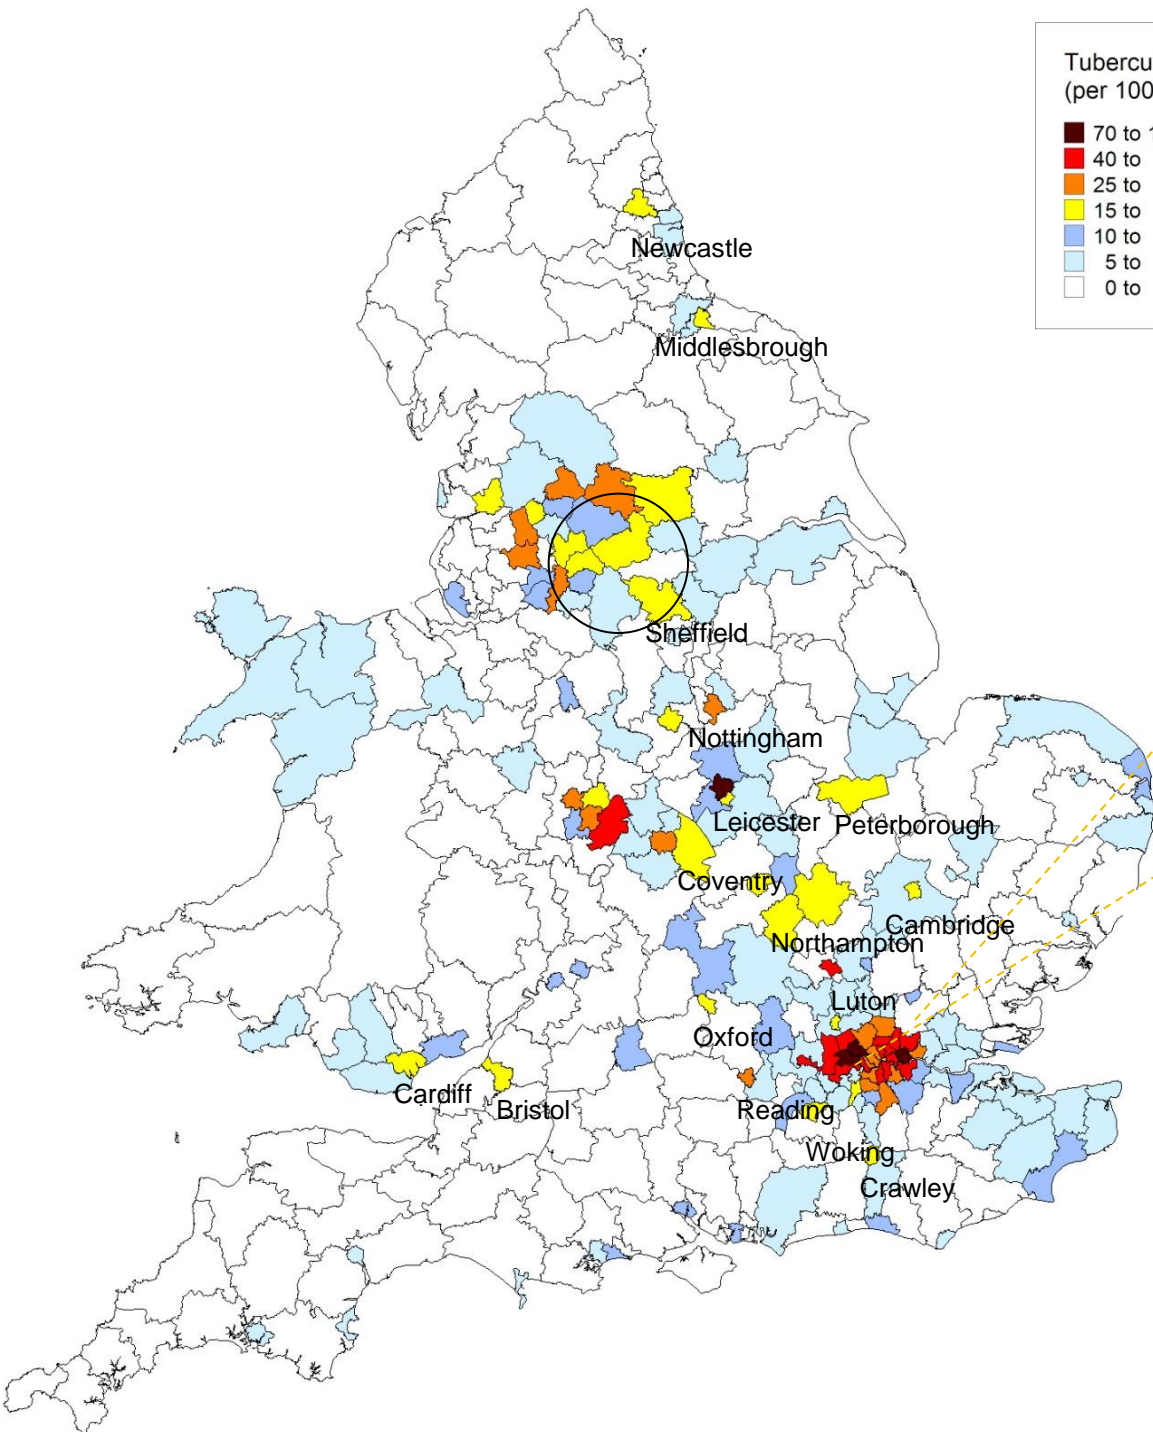 Tubercu
(per 100
70 to 1
40 to
25 to
15 to
10 to
5 to
0 to
Newcastle
Middlesbrough
Sheffield
Nottingham
Leicester
Peterborough
Coventry
Cambridge
Northampton
Luton
Oxford
Cardiff
Bristol
Reading
Woking
Crawley